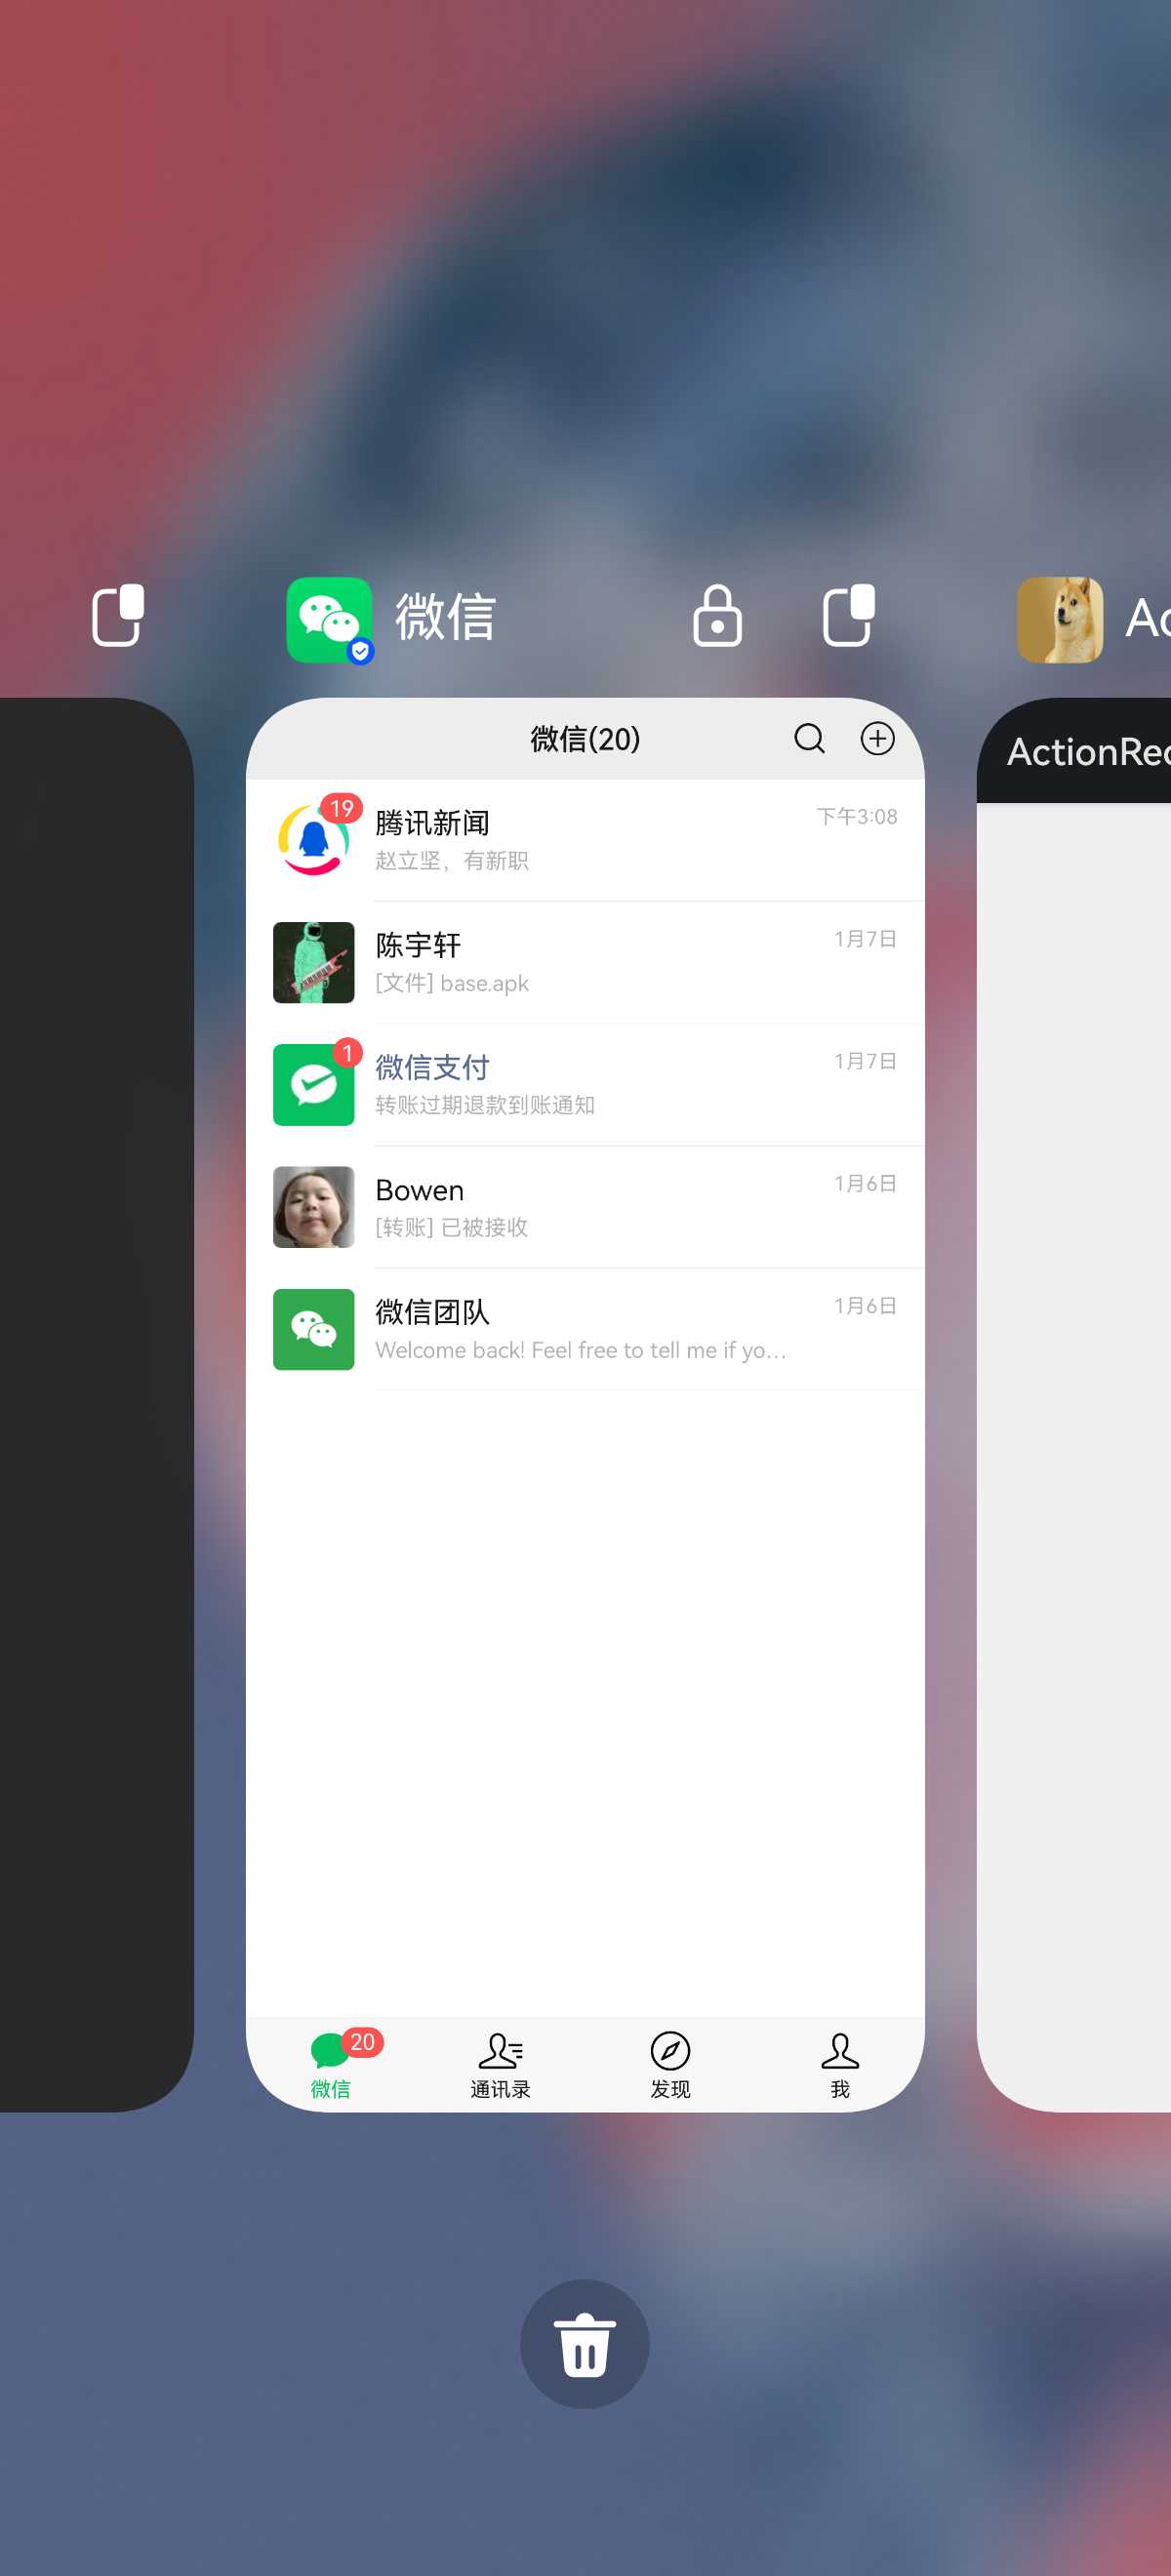 微信
Ac
微信(20)
ActionRec
19
腾讯新闻
下午3:08
赵立坚，有新职
陈宇轩
1月7日
[文件] base.apk
1
微信支付
1月7日
转账过期退款到账通知
Bowen
1月6日
[转账] 已被接收
微信团队
1月6日
Welcome back! Feel free to tell me if yo...
20
微信
通讯录
发现
我